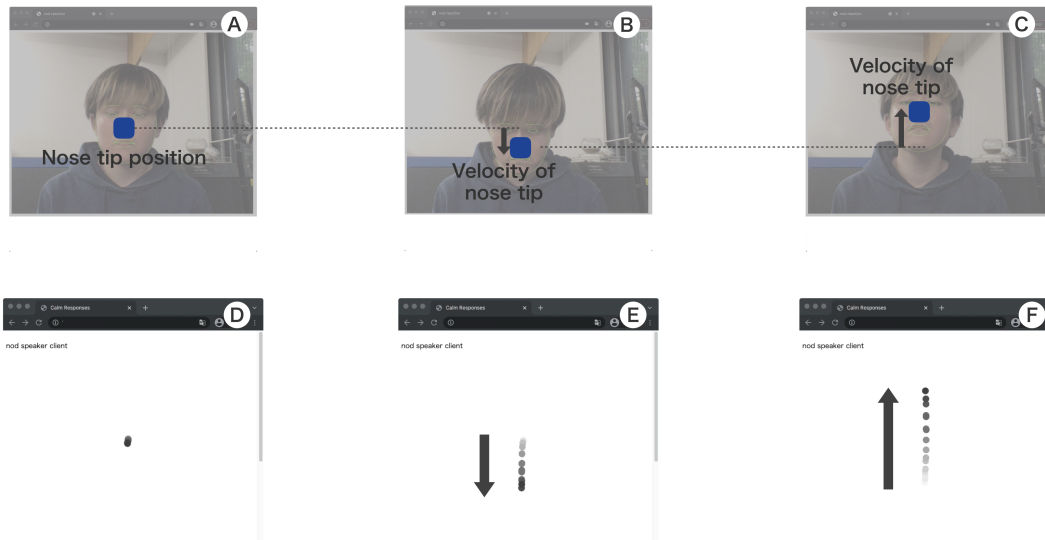 A
Nose tip position
B
Velocity of
nose tip
C
Velocity of
nose tip
Calm Responses
D
nod speaker client
Calm Responses
E
nod speaker client
Calm Responses
F
nod speaker client